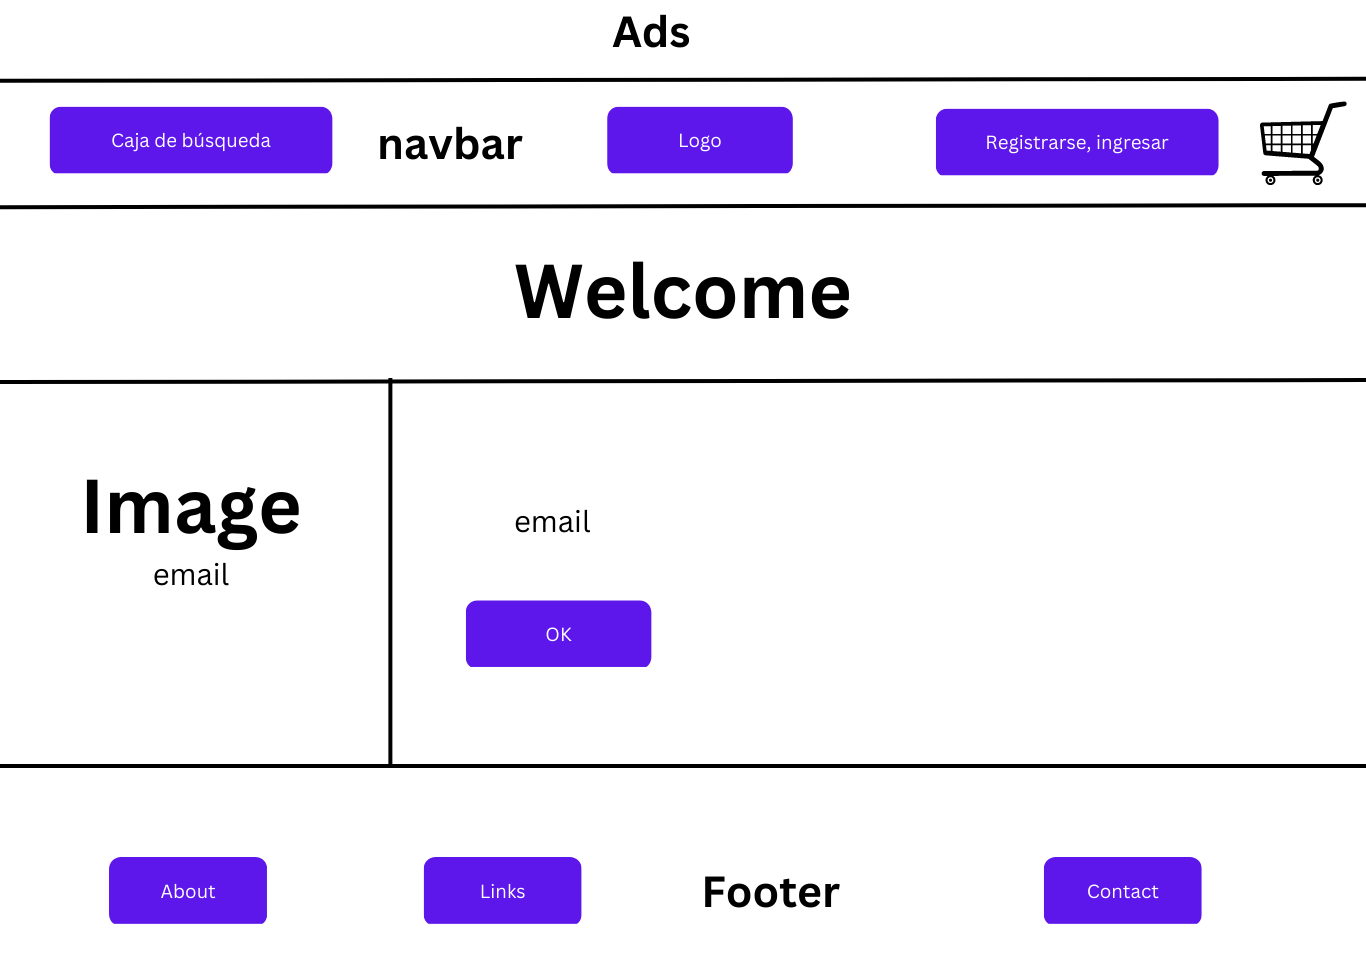 Ads
Caja de búsqueda
navbar
Logo
Registrarse, ingresar
Welcome
Image
email
email
OK
About
Links
Footer
Contact